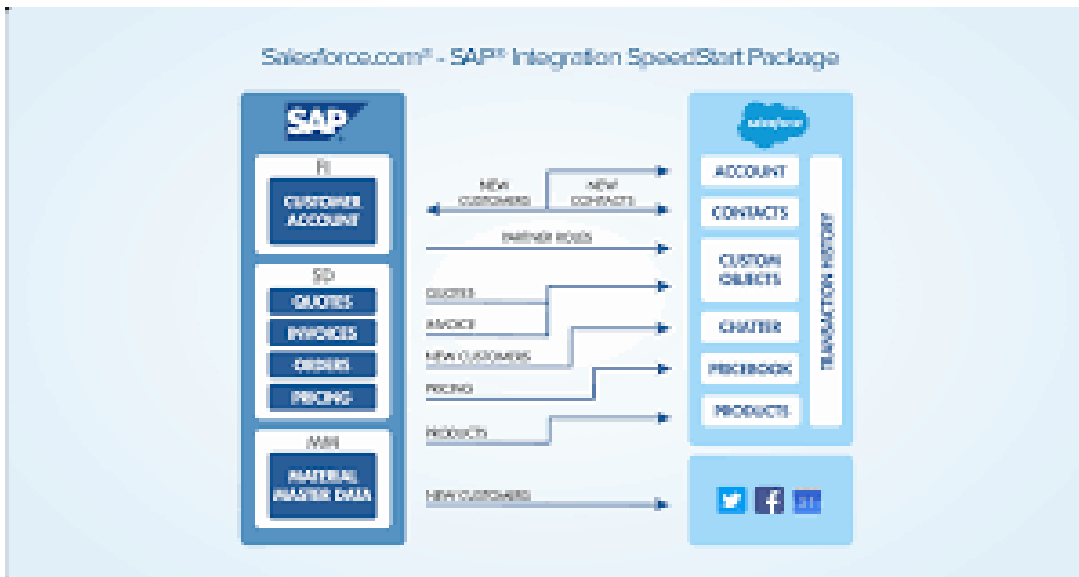 Salesforce.com® - SAP® Integration SpeedStart Package
SAP
FI
CUSTOMER
ACCOUNT
SD
QUOTES
INVOICES
ORDERS
PRICING
MM
MATERIAL
MASTER DATA
NEW
CUSTOMERS
NEW
CONTACTS
PARTNER ROLES
QUOTES
INVOICE
NEW CUSTOMERS
PRICING
PRODUCTS
NEW CUSTOMERS
salesforce
ACCOUNT
CONTACTS
CUSTOM
OBJECTS
CHATTER
PRICEBOOK
PRODUCTS
TRANSACTION HISTORY